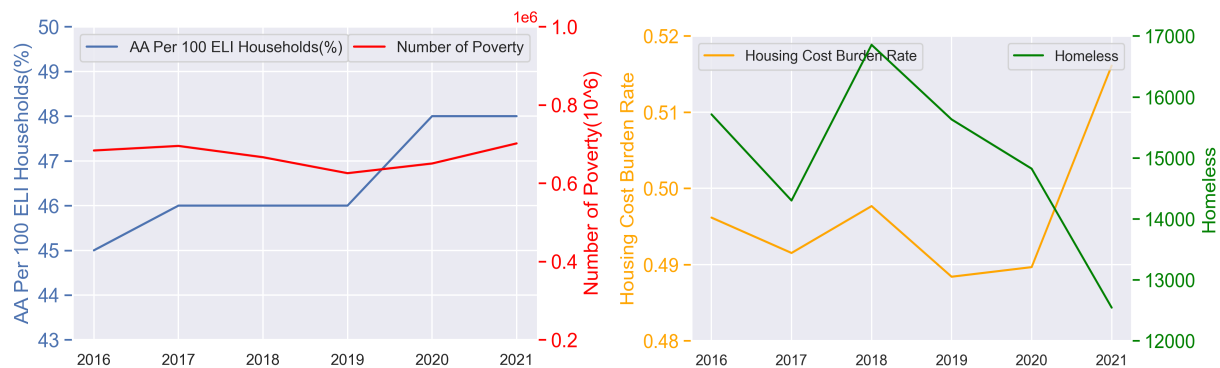 1e6
AA Per 100 ELI Households(%)
Number of Poverty
50
49
48
47
46
45
44
43
AA Per 100 ELI Households(%)
1.0
0.8
0.6
0.4
0.2
Number of Poverty(10^6)
2016 2017 2018 2019 2020 2021
Housing Cost Burden Rate
Homeless
0.52
0.51
0.50
0.49
0.48
Housing Cost Burden Rate
17000
16000
15000
14000
13000
12000
Homeless
2016 2017 2018 2019 2020 2021